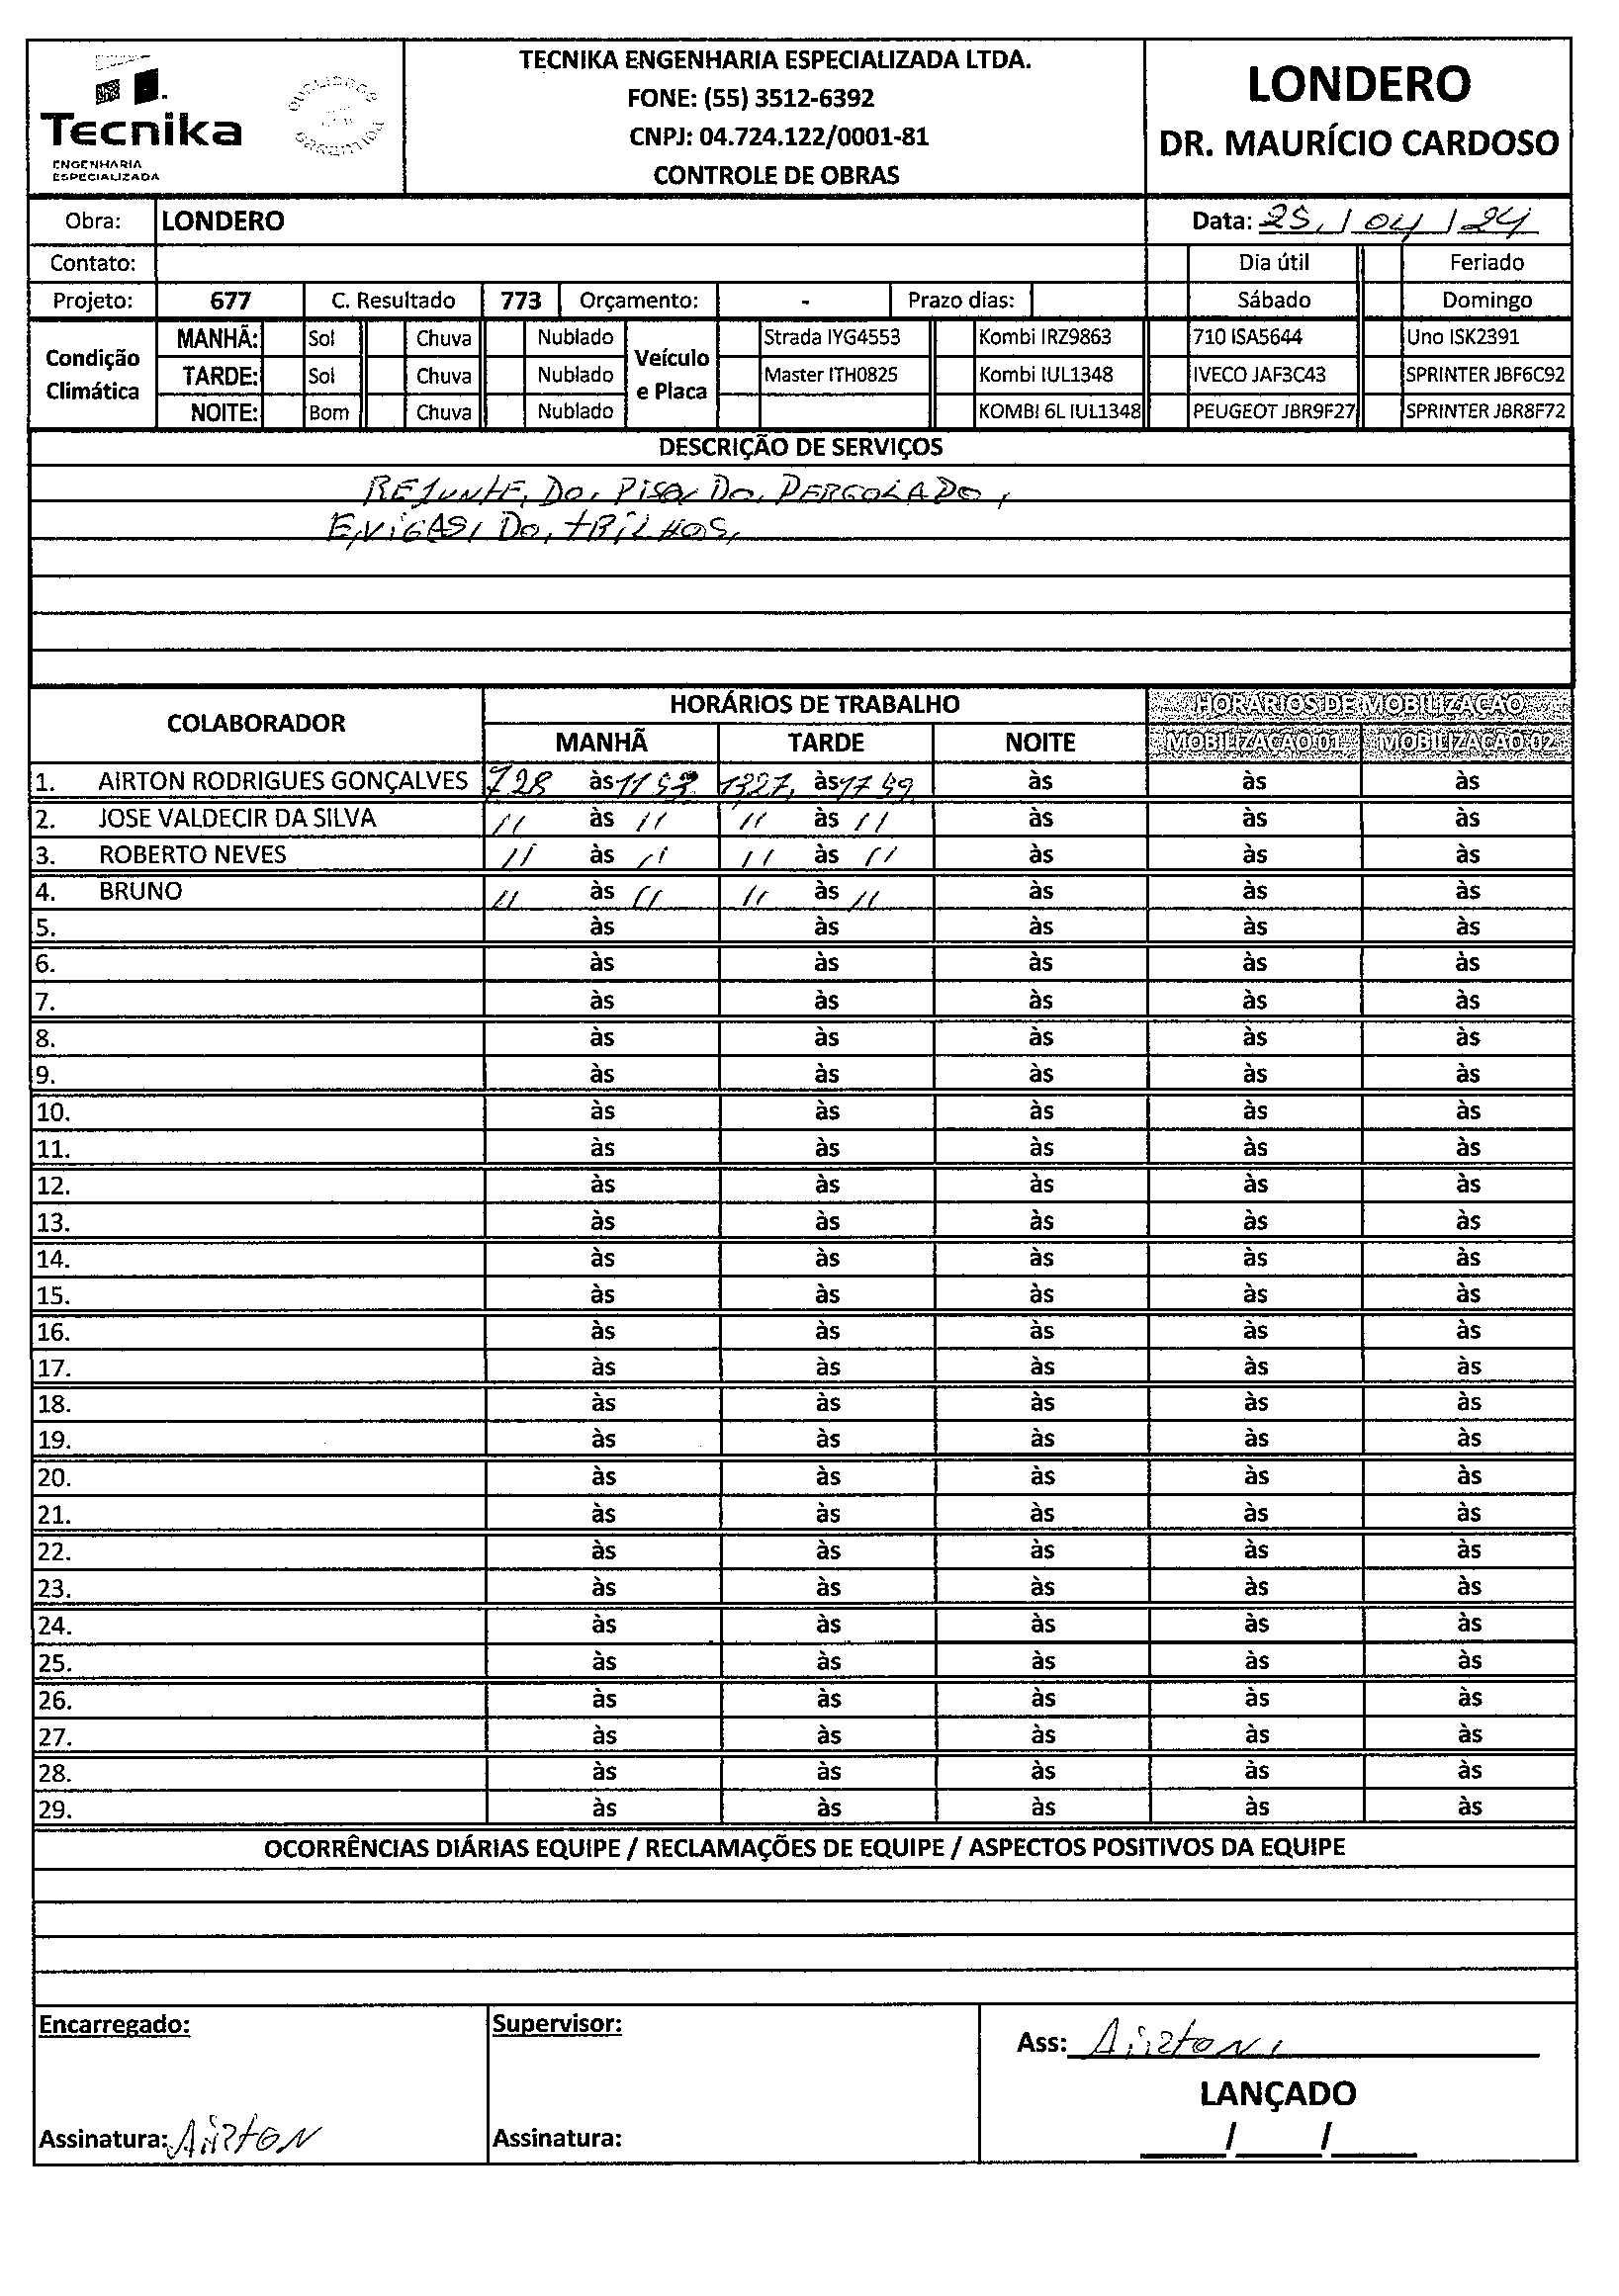 Tecnika
ENGENHARIA
ESPECIALIZADA
TECNIKA ENGENHARIA ESPECIALIZADA LTDA.
FONE: (55) 3512-6392
CNPJ: 04.724.122/0001-81
CONTROLE DE OBRAS
LONDERO
DR. MAURÍCIO CARDOSO
Obra: LONDERO Data: 25/04/24
Contato: Dia útil Feriado
Projeto: 677 C. Resultado 773 Orçamento: - Prazo dias: Sábado Domingo
Condição Climática
MANHÃ: Sol Chuva Nublado
TARDE: Sol Chuva Nublado
NOITE: Bom Chuva Nublado
Veículo e Placa
Strada IYG4553 Kombi IRZ9863 710 ISA5644 Uno ISK2391
Master ITH0825 Kombi IUL1348 IVECO JAF3C43 SPRINTER JBF6C92
KOMBI 6L IUL1348 PEUGEOT JBR9F27 SPRINTER JBR8F72
DESCRIÇÃO DE SERVIÇOS
REJUNTE, DO, PISO DO, PERGOLADO,
E, VIGAS, DO, TRILHOS,
COLABORADOR HORÁRIOS DE TRABALHO HORÁRIOS DE MOBILIZAÇÃO
MANHÃ TARDE NOITE MOBILIZAÇÃO 01 MOBILIZAÇÃO 02
1. AIRTON RODRIGUES GONÇALVES 728 às 11 1327, às 17 às às às
2. JOSE VALDECIR DA SILVA 11 às 11 11 às 11 às às às
3. ROBERTO NEVES 11 às 11 11 às 11 às às às
4. BRUNO 11 às 11 11 às 11 às às às
5. às às às às às
6. às às às às às
7. às às às às às
8. às às às às às
9. às às às às às
10. às às às às às
11. às às às às às
12. às às às às às
13. às às às às às
14. às às às às às
15. às às às às às
16. às às às às às
17. às às às às às
18. às às às às às
19. às às às às às
20. às às às às às
21. às às às às às
22. às às às às às
23. às às às às às
24. às às às às às
25. às às às às às
26. às às às às às
27. às às às às às
28. às às às às às
29. às às às às às
OCORRÊNCIAS DIÁRIAS EQUIPE / RECLAMAÇÕES DE EQUIPE / ASPECTOS POSITIVOS DA EQUIPE
Encarregado: Supervisor: Ass: Airton,
LANÇADO
Assinatura: AirTON Assinatura: / /